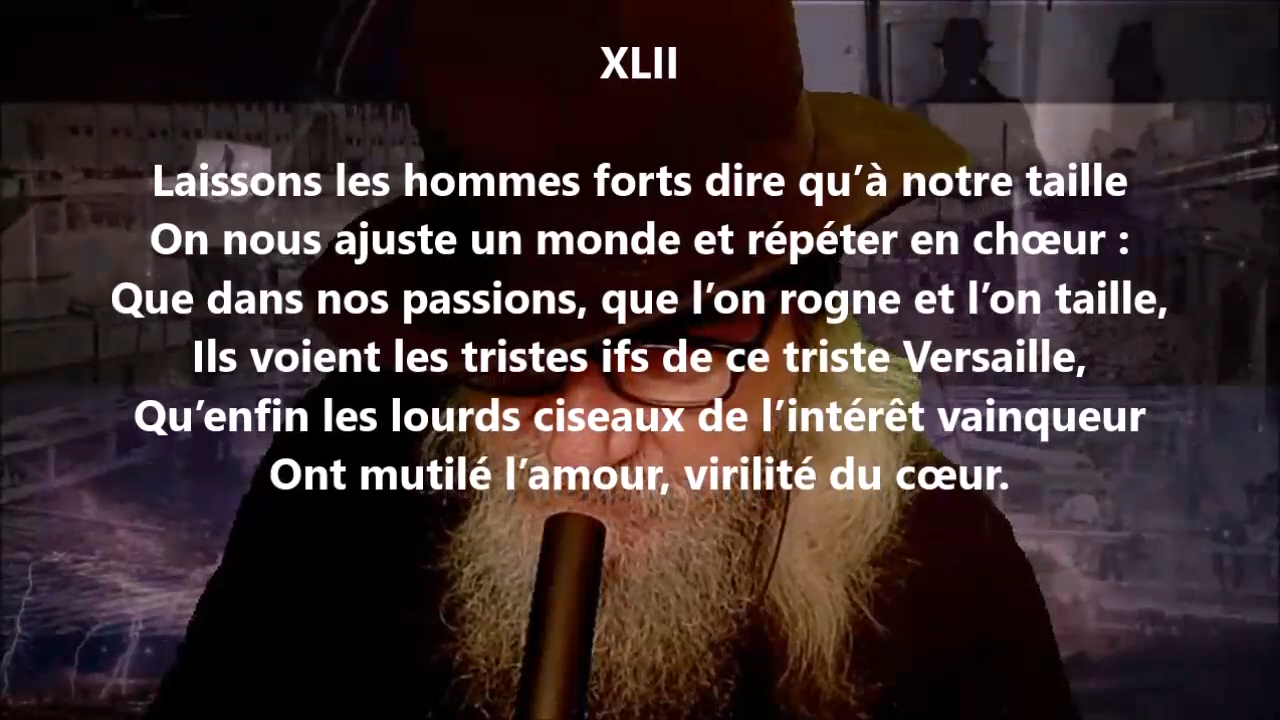 XLII
Laissons les hommes forts dire qu’à notre taille
On nous ajuste un monde et répéter en chœur :
Que dans nos passions, que l’on rogne et l’on taille,
Ils voient les tristes ifs de ce triste Versaille,
Qu’enfin les lourds ciseaux de l’intérêt vainqueur
Ont mutilé l’amour, virilité du cœur.